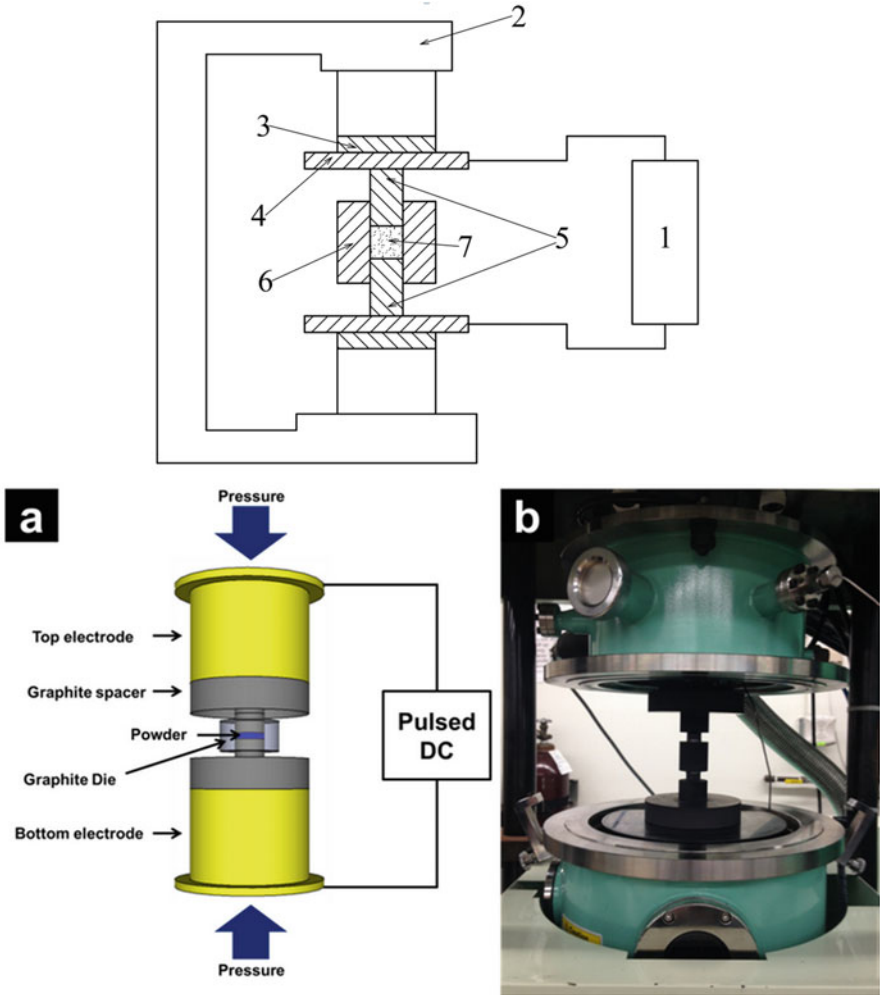 2
3
4
5
6
7
1
a
Pressure
Top electrode
Graphite spacer
Powder
Graphite Die
Bottom electrode
Pulsed
DC
Pressure
b